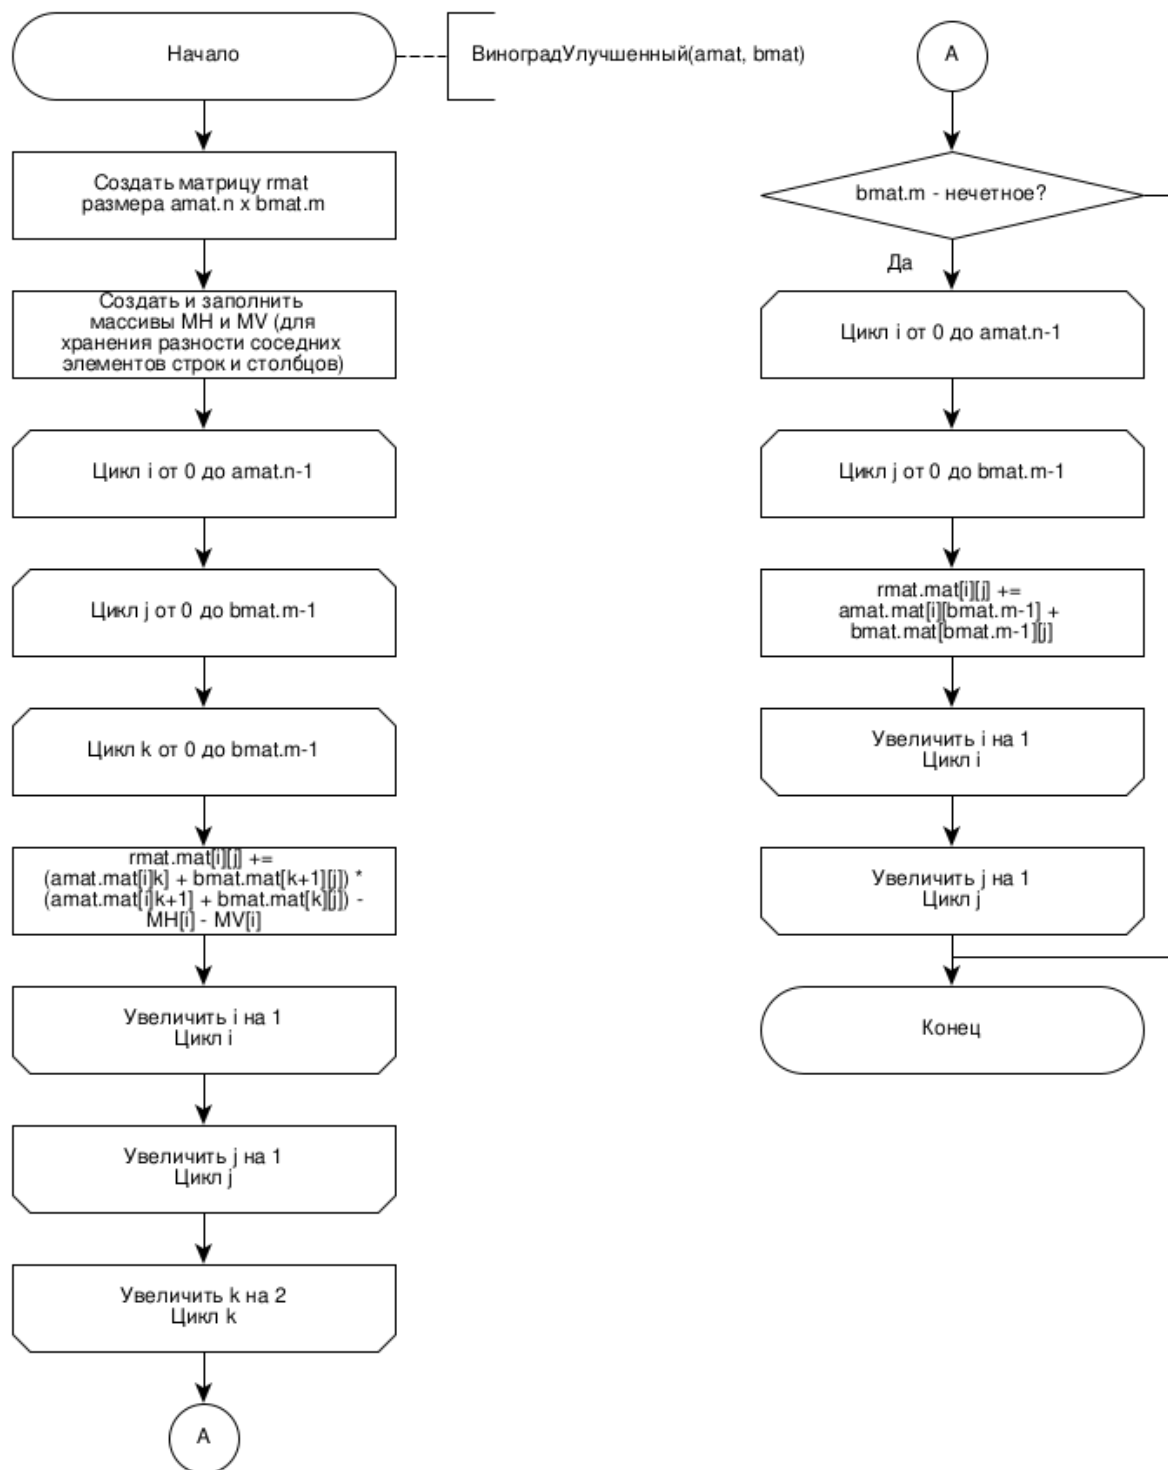 Начало
ВиноградУлучшенный(amat, bmat)
Создать матрицу rmat
размера amat.n x bmat.m
Создать и заполнить
массивы MH и MV (для
хранения разности соседних
элементов строк и столбцов)
Цикл i от 0 до amat.n-1
Цикл j от 0 до bmat.m-1
Цикл k от 0 до bmat.m-1
rmat.mat[i][j] +=
(amat.mat[i]k] + bmat.mat[k+1][j]) *
(amat.mat[i]k+1] + bmat.mat[k][j]) -
MH[i] - MV[i]
Увеличить i на 1
Цикл i
Увеличить j на 1
Цикл j
Увеличить k на 2
Цикл k
A
A
bmat.m - нечетное?
Да
Цикл i от 0 до amat.n-1
Цикл j от 0 до bmat.m-1
rmat.mat[i][j] +=
amat.mat[i][bmat.m-1] +
bmat.mat[bmat.m-1][j]
Увеличить i на 1
Цикл i
Увеличить j на 1
Цикл j
Конец